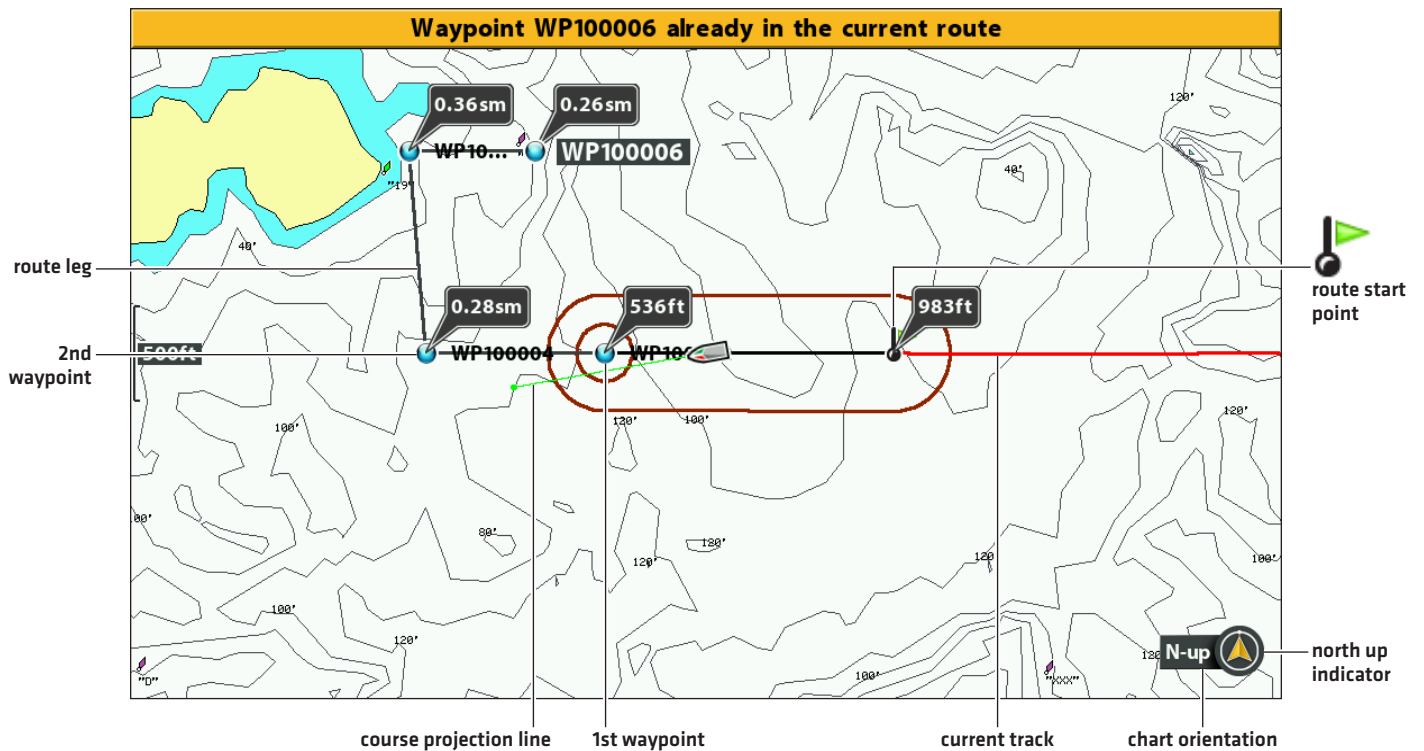 Waypoint WP100006 already in the current route
0.36sm
0.26sm
120'
WP10...
WP100006
"19"
40'
40'
route leg
0.28sm
536ft
983ft
route start
point
2nd
waypoint
500ft
WP100004
120'
100'
120'
100'
80'
120'
120'
120
100'
100'
120'
N-up
north up
indicator
"D"
100'
"XXX"
course projection line
1st waypoint
current track
chart orientation